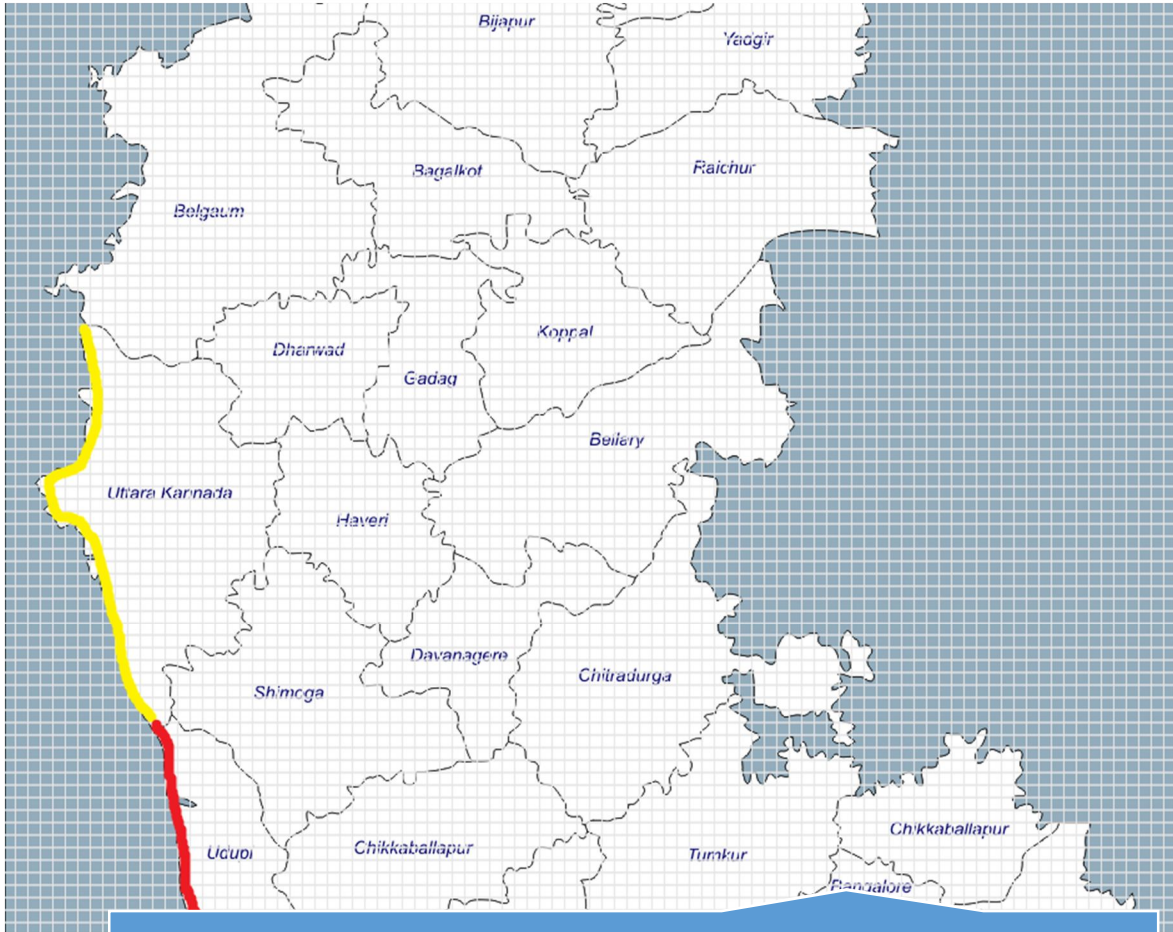 Bijapur
Yadgir
Bagalkot
Raichur
Belgaum
Koppal
Dharwad
Gadag
Bellary
Uttara Kannada
Haveri
Davanagere
Chitradurga
Shimoga
Chikkaballapur
Udupi
Chikkaballapur
Tumkur
Bangalore